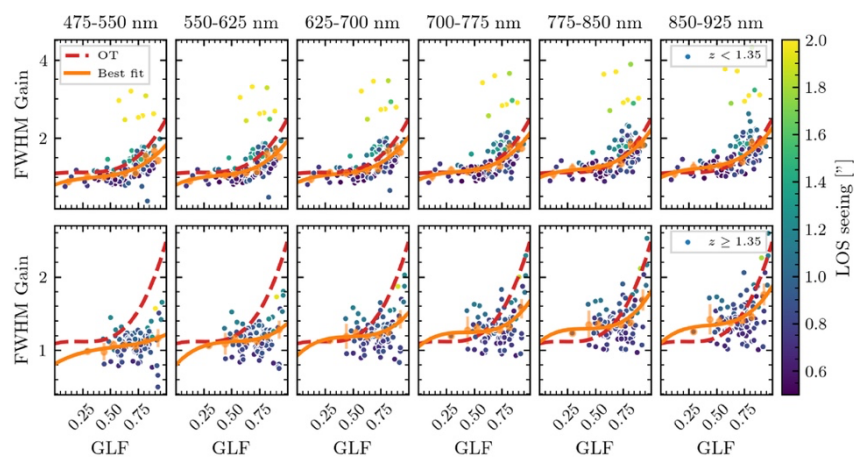 475-550 nm 550-625 nm 625-700 nm 700-775 nm 775-850 nm 850-925 nm
OT
Best fit
z < 1.35
FWHM Gain
4
2
z ≥ 1.35
FWHM Gain
2
1
0.25 0.50 0.75 0.25 0.50 0.75 0.25 0.50 0.75 0.25 0.50 0.75 0.25 0.50 0.75 0.25 0.50 0.75
GLF GLF GLF GLF GLF GLF
2.0
1.8
1.6
1.4
1.2
1.0
0.8
0.6
LOS seeing ["]